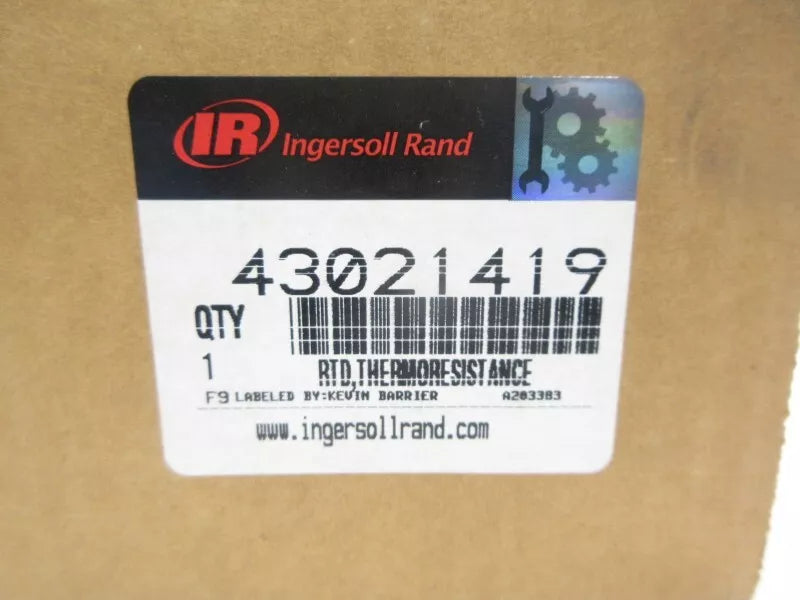 IR Ingersoll Rand
43021419
QTY
1 RTD,THERMORESISTANCE
F9 LABELED BY:KEVIN BARRIER A203383
www.ingersollrand.com